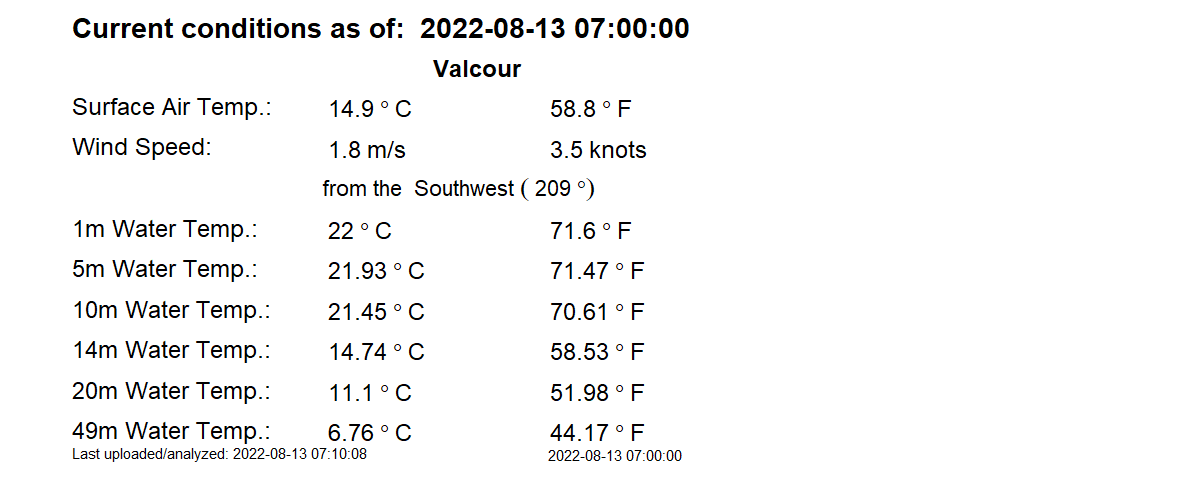 Current conditions as of: 2022-08-13 07:00:00
Valcour
Surface Air Temp.: 14.9 ° C 58.8 ° F
Wind Speed: 1.8 m/s 3.5 knots
from the Southwest ( 209 °)
1m Water Temp.: 22 ° C 71.6 ° F
5m Water Temp.: 21.93 ° C 71.47 ° F
10m Water Temp.: 21.45 ° C 70.61 ° F
14m Water Temp.: 14.74 ° C 58.53 ° F
20m Water Temp.: 11.1 ° C 51.98 ° F
49m Water Temp.: 6.76 ° C 44.17 ° F
Last uploaded/analyzed: 2022-08-13 07:10:08 2022-08-13 07:00:00